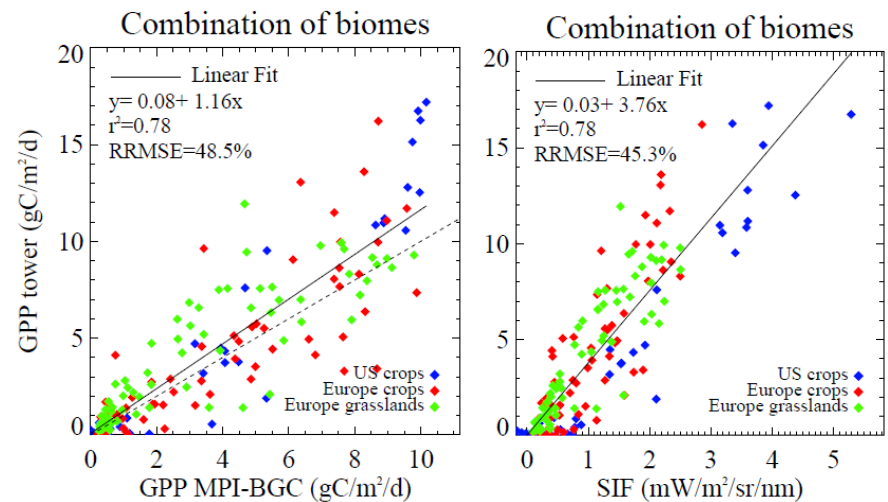 Combination of biomes
20
15
10
5
0
GPP tower (gC/m²/d)
Linear Fit
y= 0.08+ 1.16x
r²=0.78
RRMSE=48.5%
US crops
Europe crops
Europe grasslands
0 2 4 6 8 10
GPP MPI-BGC (gC/m²/d)
Combination of biomes
20
15
10
5
0
Linear Fit
y= 0.03+ 3.76x
r²=0.78
RRMSE=45.3%
US crops
Europe crops
Europe grasslands
0 1 2 3 4 5
SIF (mW/m²/sr/nm)